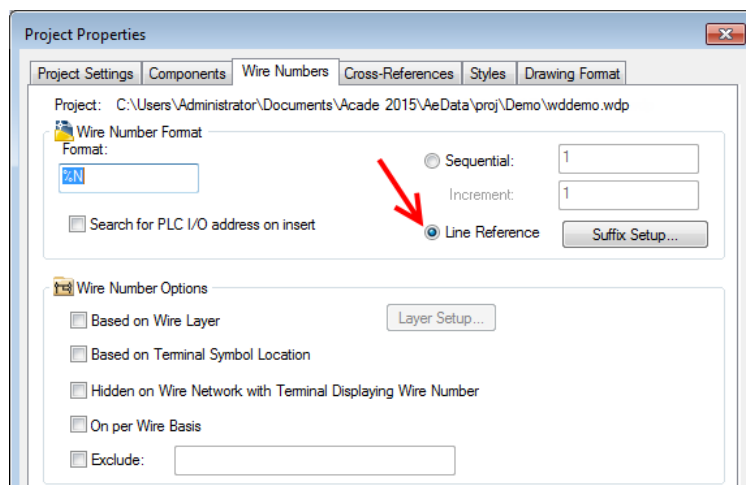 Project Properties
Project Settings Components Wire Numbers Cross-References Styles Drawing Format
Project: C:\Users\Administrator\Documents\Acade 2015\AeData\proj\Demo\wddemo.wdp
Wire Number Format
Format:
%N
Sequential: 1
Increment: 1
Search for PLC I/O address on insert
Line Reference Suffix Setup...
Wire Number Options
Based on Wire Layer Layer Setup...
Based on Terminal Symbol Location
Hidden on Wire Network with Terminal Displaying Wire Number
On per Wire Basis
Exclude: